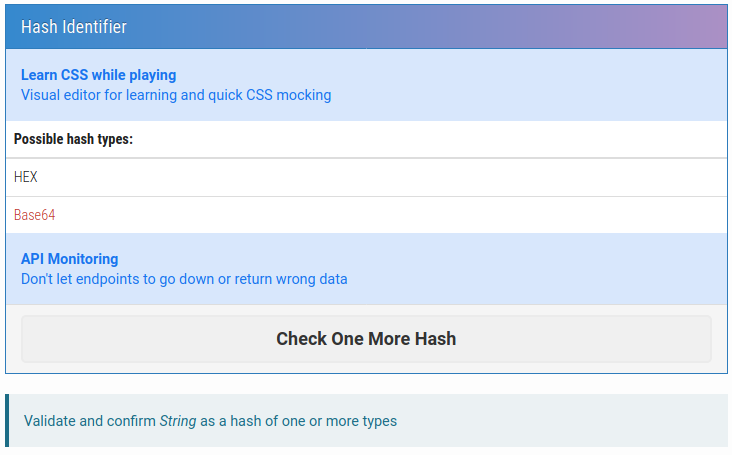 Hash Identifier
Learn CSS while playing
Visual editor for learning and quick CSS mocking
Possible hash types:
HEX
Base64
API Monitoring
Don't let endpoints to go down or return wrong data
Check One More Hash
Validate and confirm String as a hash of one or more types